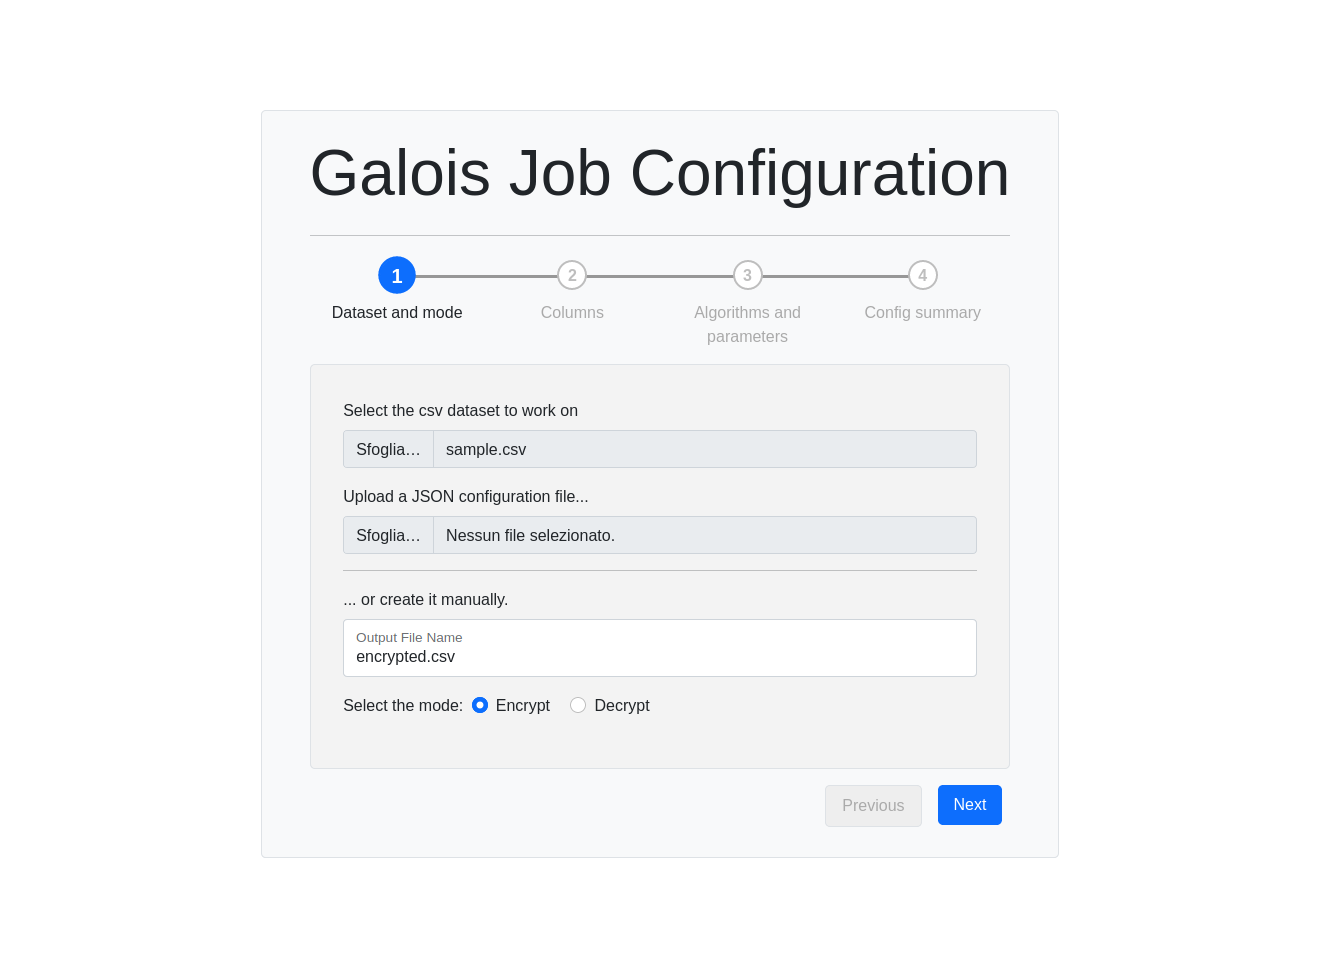 Galois Job Configuration
1
2
3
4
Dataset and mode
Columns
Algorithms and
parameters
Config summary
Select the csv dataset to work on
Sfoglia… sample.csv
Upload a JSON configuration file...
Sfoglia… Nessun file selezionato.
... or create it manually.
Output File Name
encrypted.csv
Select the mode: Encrypt Decrypt
Previous Next